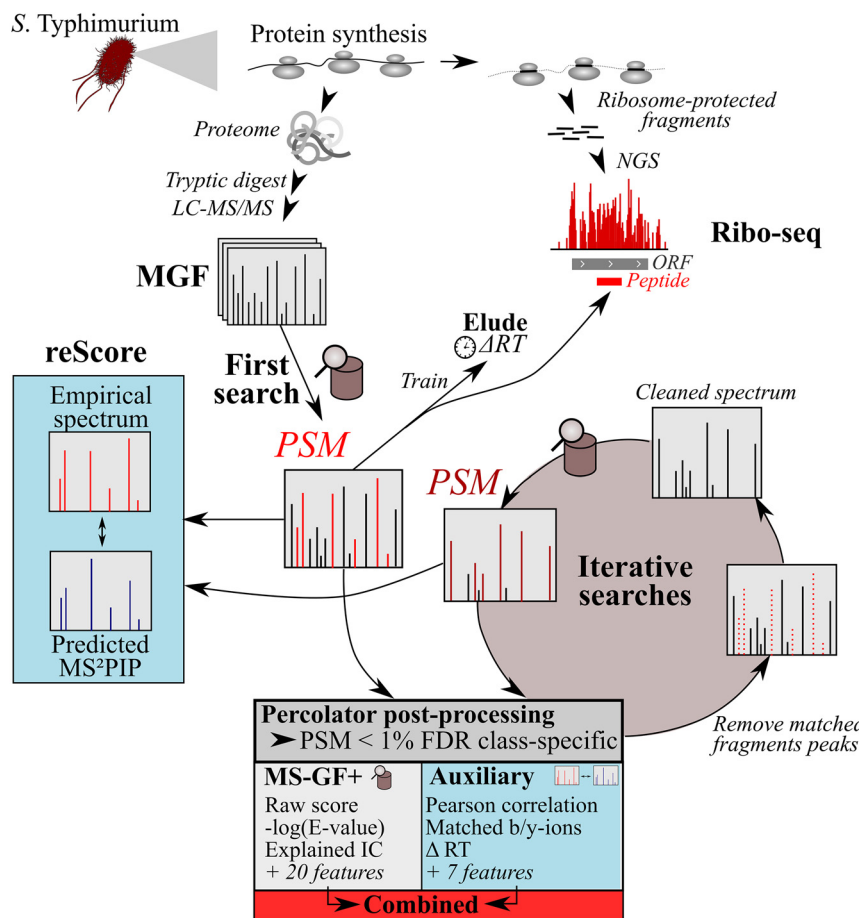 S. Typhimurium
Protein synthesis
Proteome
Ribosome-protected
fragments
Tryptic digest
LC-MS/MS
NGS
Ribo-seq
ORF
Peptide
MGF
Elude
ΔRT
Train
First
search
reScore
Empirical
spectrum
Predicted
MS²PIP
PSM
PSM
Cleaned spectrum
Iterative
searches
Remove matched
fragments peaks
Percolator post-processing
➤ PSM < 1% FDR class-specific
MS-GF+
Raw score
-log(E-value)
Explained IC
+ 20 features
Auxiliary
Pearson correlation
Matched b/y-ions
Δ RT
+ 7 features
Combined